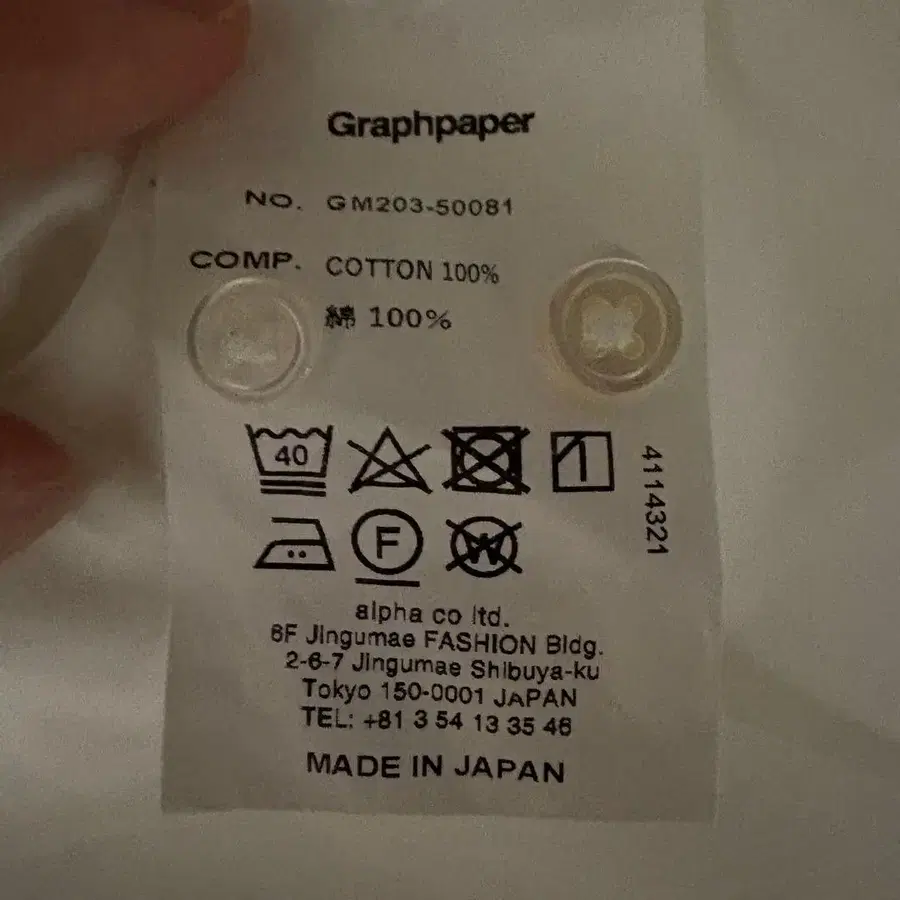 Graphpaper
NO. GM203-50081
COMP. COTTON 100%
綿 100%
40
4114321
F
W
alpha co ltd.
6F Jingumae FASHION Bldg.
2-6-7 Jingumae Shibuya-ku
Tokyo 150-0001 JAPAN
TEL: +81 3 54 13 35 46
MADE IN JAPAN